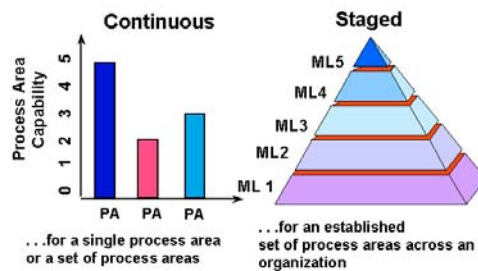 Continuous
Process Area
Capability
5
4
3
2
1
0
PA PA PA
. . .for a single process area
or a set of process areas
Staged
ML5
ML4
ML3
ML2
ML 1
. . .for an established
set of process areas across an
organization